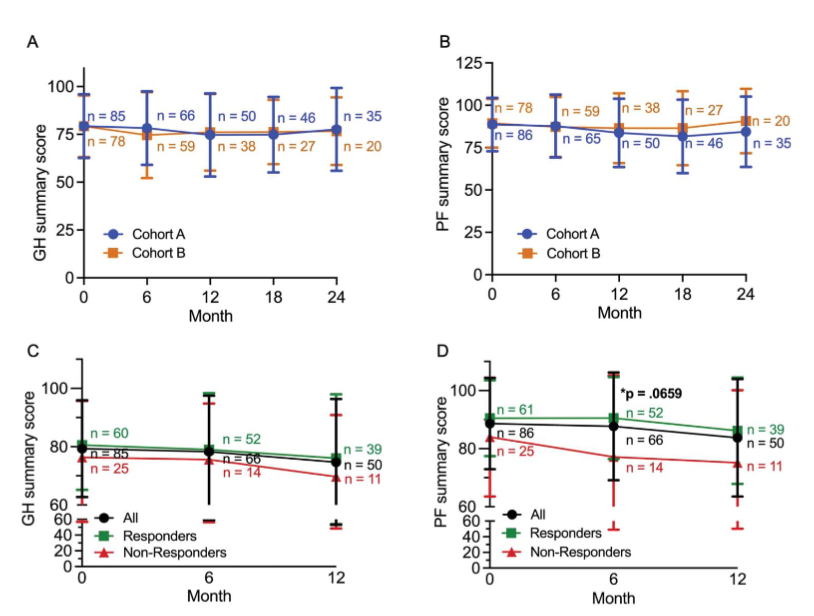 A
GH summary score
100
75
50
25
0
n = 85
n = 66
n = 50
n = 46
n = 35
n = 78
n = 59
n = 38
n = 27
n = 20
Cohort A
Cohort B
0 6 12 18 24
Month
B
PF summary score
125
100
75
50
25
0
n = 78
n = 59
n = 38
n = 27
n = 20
n = 86
n = 65
n = 50
n = 46
n = 35
Cohort A
Cohort B
0 6 12 18 24
Month
C
GH summary score
100
80
60
60
40
20
0
n = 60
n = 52
n = 39
n = 85
n = 66
n = 50
n = 25
n = 14
n = 11
All
Responders
Non-Responders
0 6 12
Month
D
PF summary score
100
80
60
60
40
20
0
*p = .0659
n = 61
n = 52
n = 39
n = 86
n = 66
n = 50
n = 25
n = 14
n = 11
All
Responders
Non-Responders
0 6 12
Month